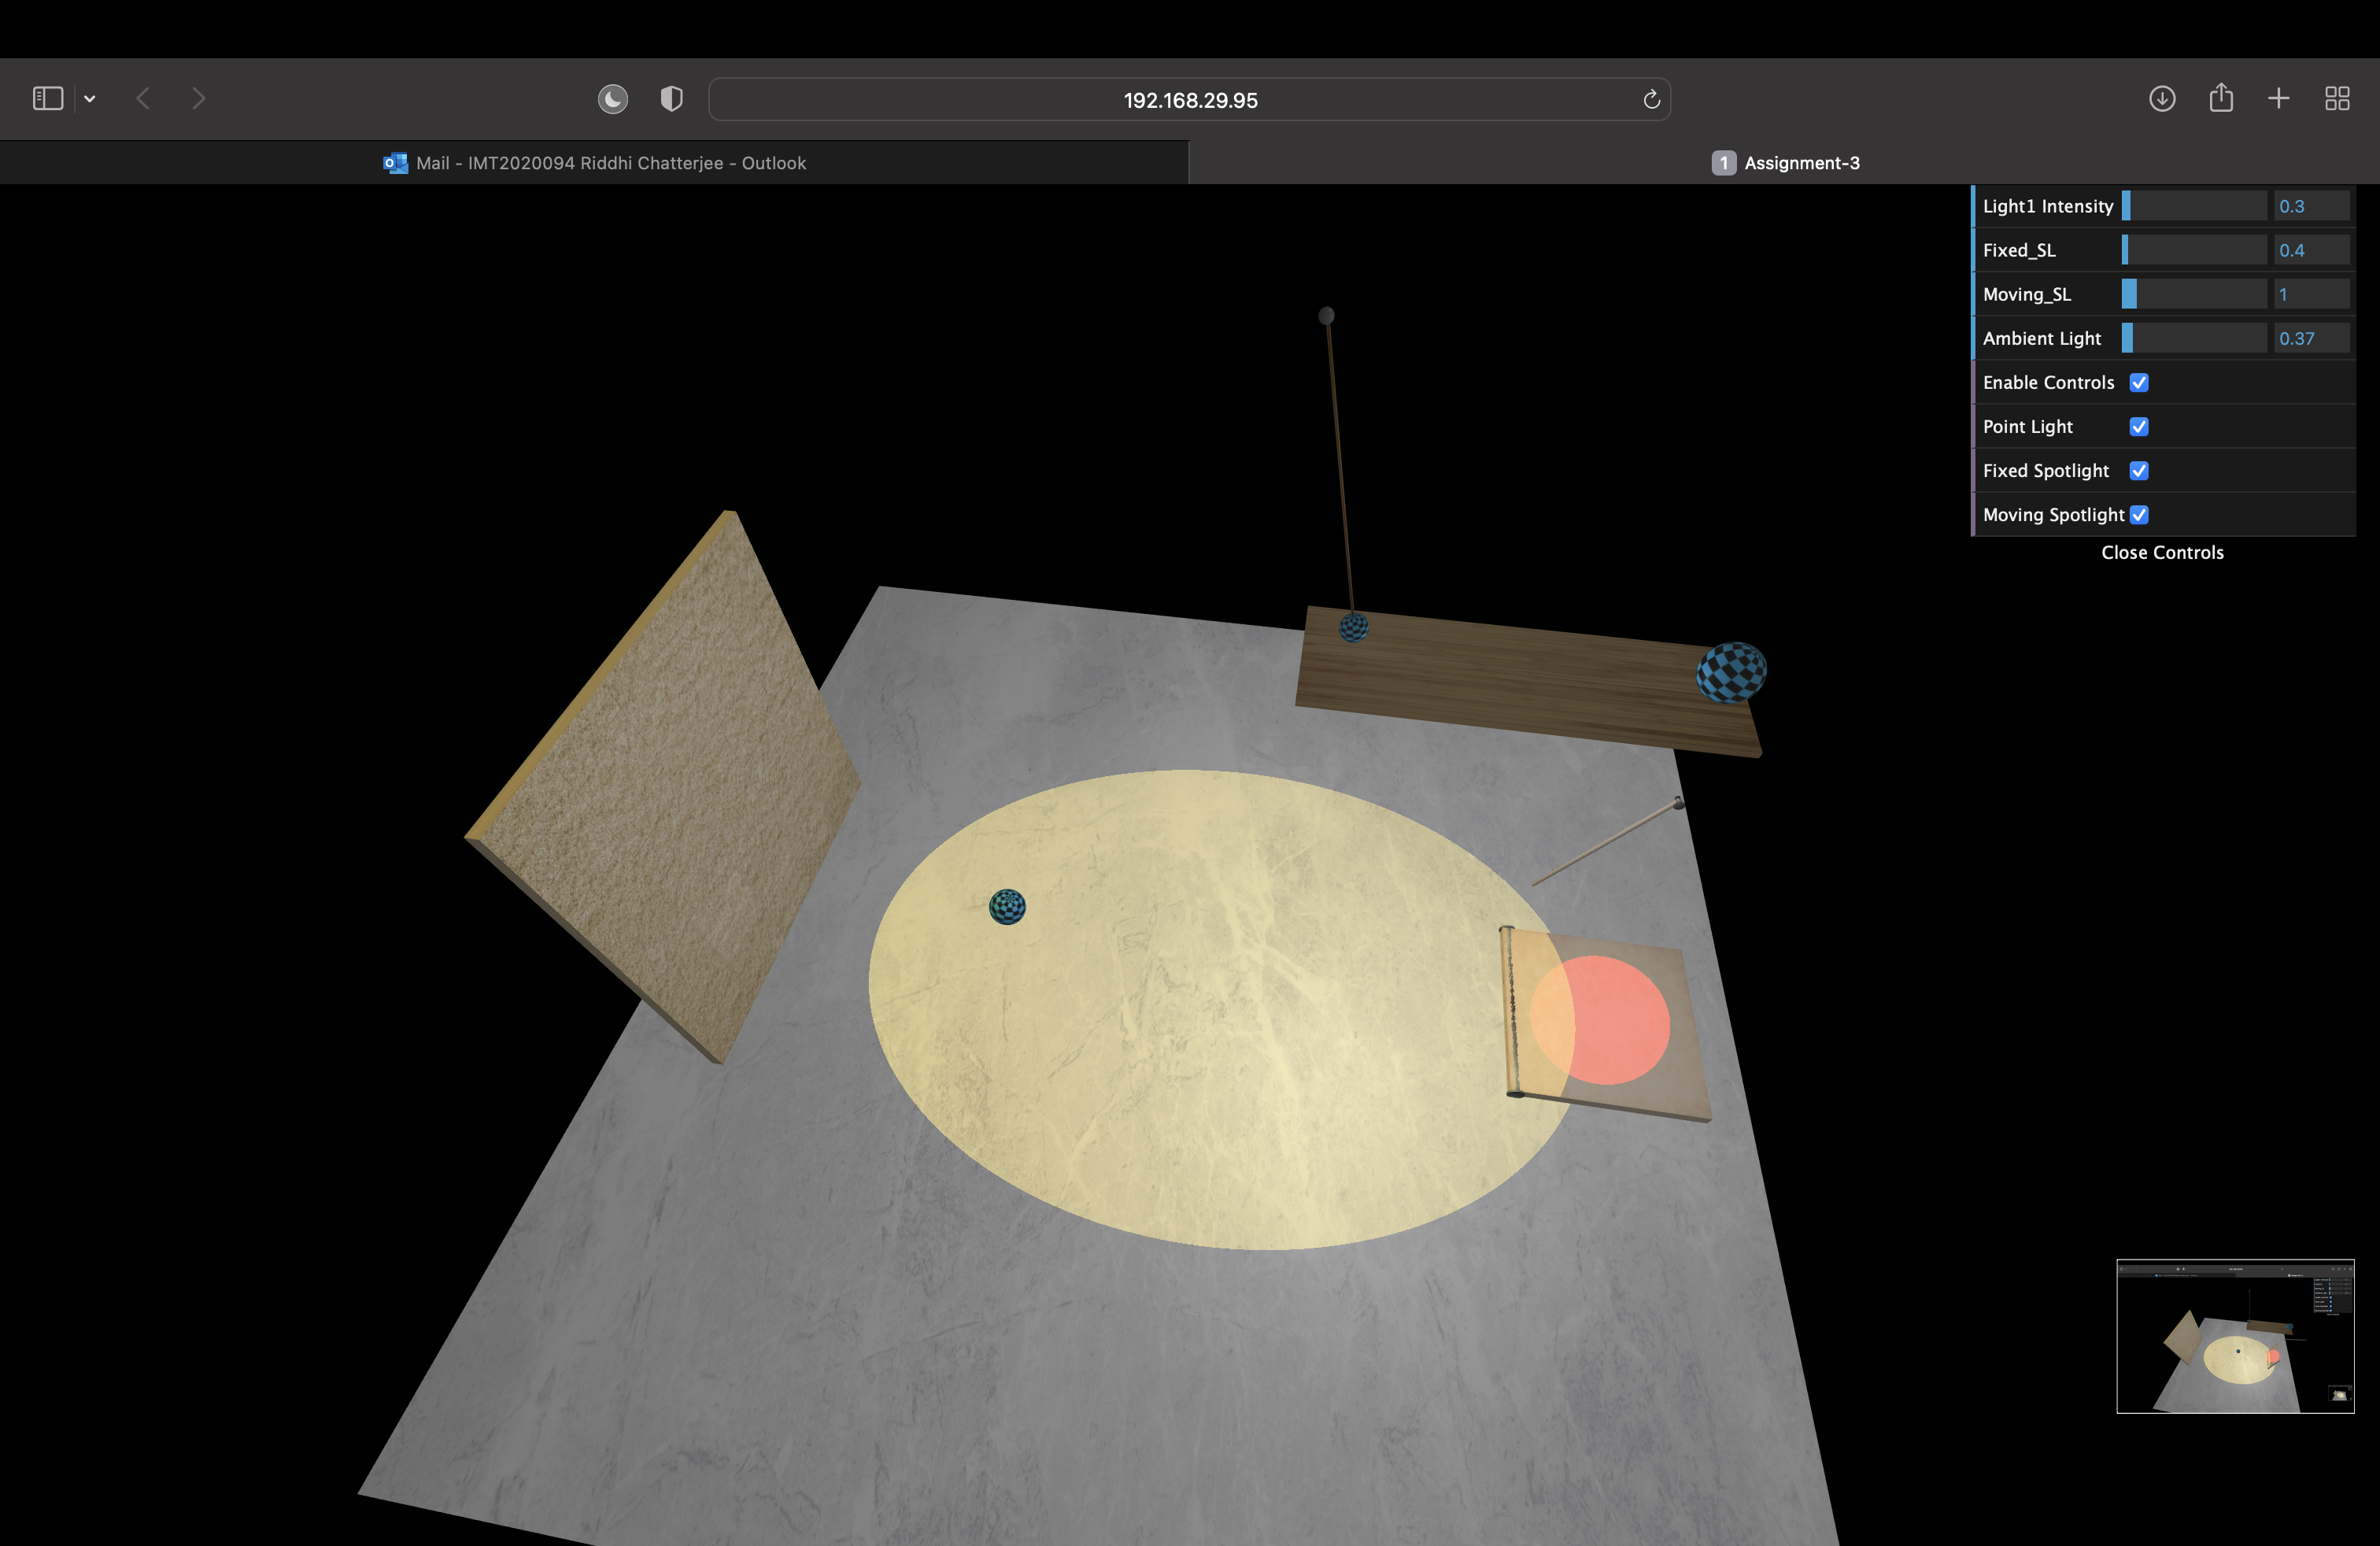 192.168.29.95
Mail - IMT2020094 Riddhi Chatterjee - Outlook
1 Assignment-3
Light1 Intensity 0.3
Fixed_SL 0.4
Moving_SL 1
Ambient Light 0.37
Enable Controls
Point Light
Fixed Spotlight
Moving Spotlight
Close Controls